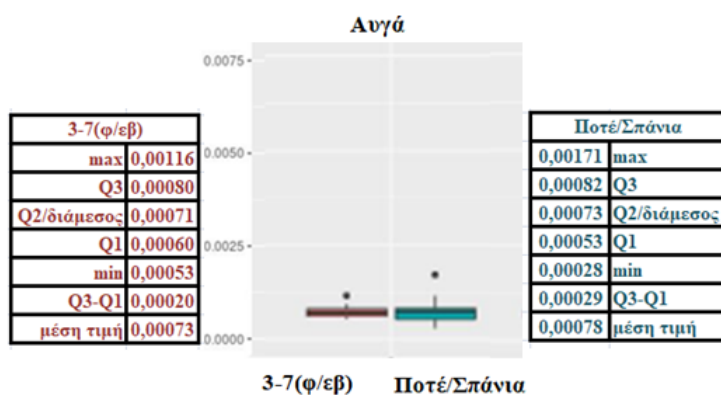 Αυγά
0.0075
0.0050
0.0025
0.0000
3-7(φ/εβ)
max 0,00116
Q3 0,00080
Q2/διάμεσος 0,00071
Q1 0,00060
min 0,00053
Q3-Q1 0,00020
μέση τιμή 0,00073
Ποτέ/Σπάνια
0,00171 max
0,00082 Q3
0,00073 Q2/διάμεσος
0,00053 Q1
0,00028 min
0,00029 Q3-Q1
0,00078 μέση τιμή
3-7(φ/εβ) Ποτέ/Σπάνια